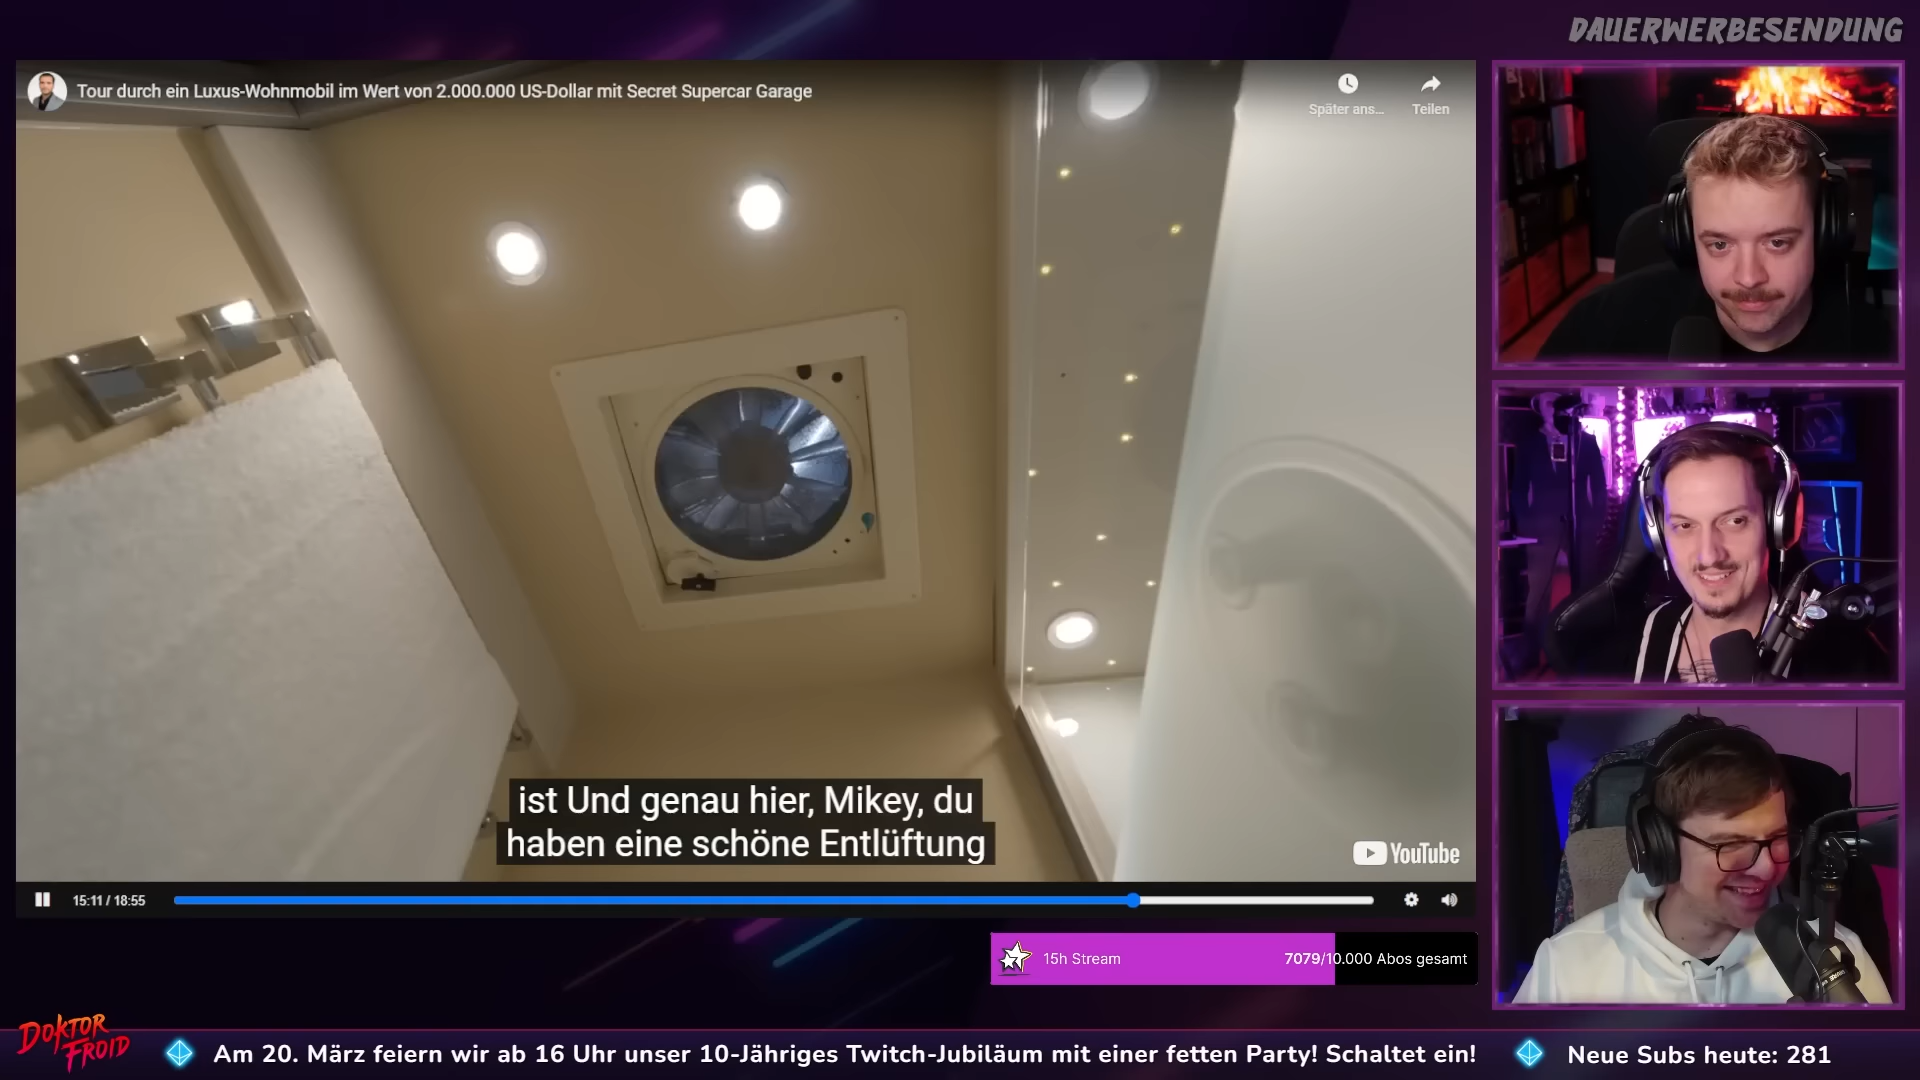 DAUERWERBESENDUNG
Tour durch ein Luxus-Wohnmobil im Wert von 2.000.000 US-Dollar mit Secret Supercar Garage
Später ans...
Teilen
ist Und genau hier, Mikey, du
haben eine schöne Entlüftung
YouTube
15:11 / 18:55
15h Stream
7079/10.000 Abos gesamt
DOKTOR
FROID
Am 20. März feiern wir ab 16 Uhr unser 10-Jähriges Twitch-Jubiläum mit einer fetten Party! Schaltet ein!
Neue Subs heute: 281